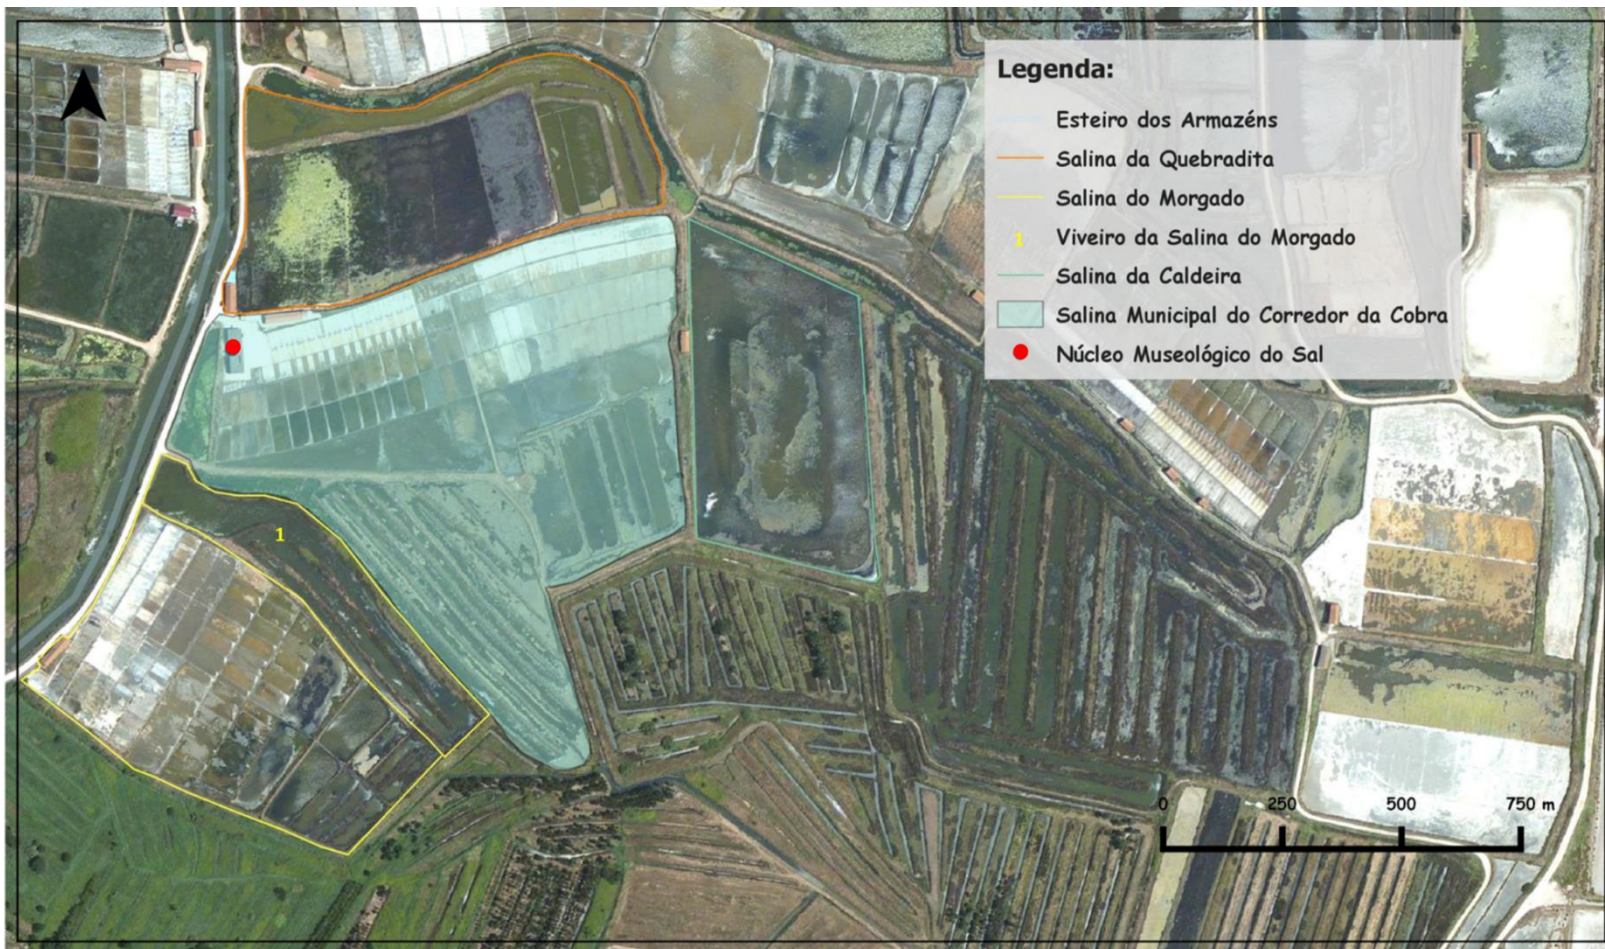 Legenda:
Esteiro dos Armazéns
Salina da Quebradita
Salina do Morgado
1 Viveiro da Salina do Morgado
Salina da Caldeira
Salina Municipal do Corredor da Cobra
Núcleo Museológico do Sal
1
0 250 500 750 m